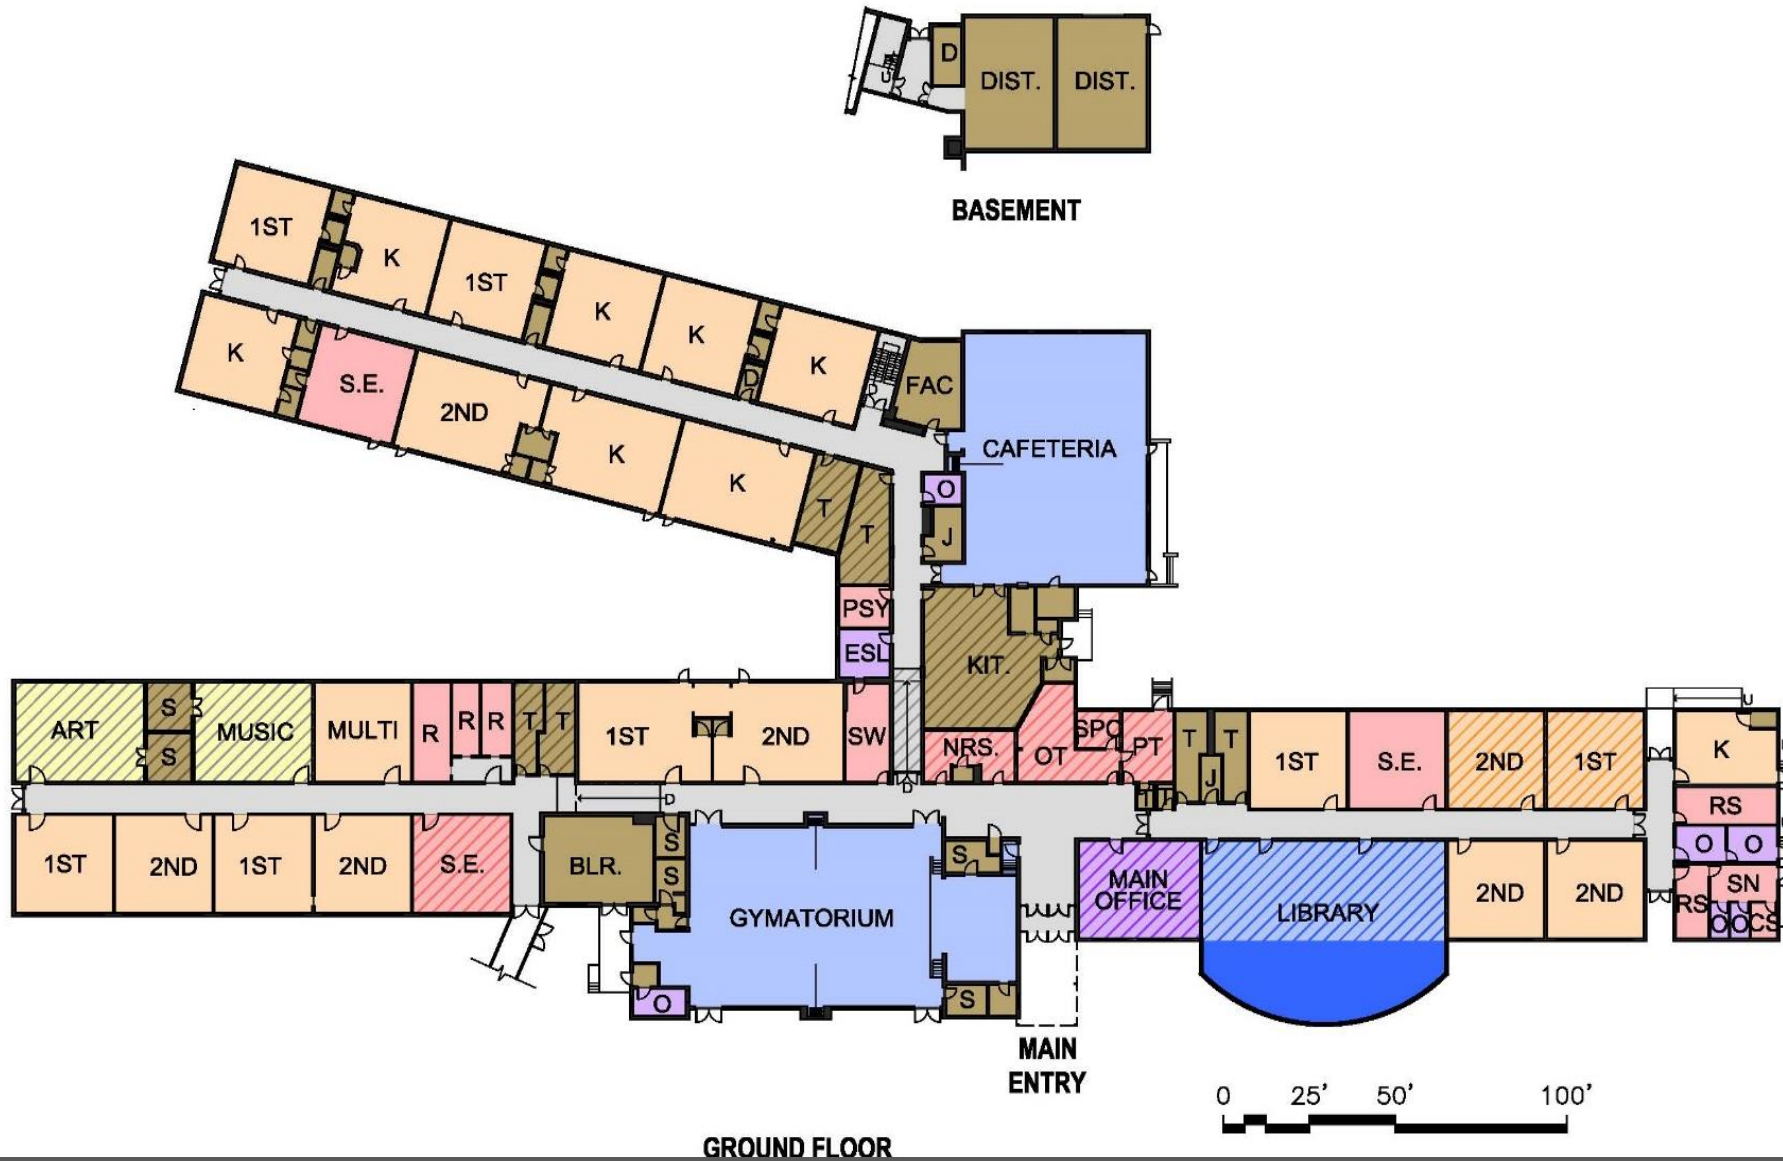 D
DIST.
DIST.
U
BASEMENT
1ST
K
1ST
K
K
K
D
D
FAC
K
S.E.
2ND
K
K
T
T
CAFETERIA
O
J
PSY
ESL
KIT.
ART
S
S
MUSIC
MULTI
R
R
R
T
T
1ST
2ND
SW
NRS.
OT
SPC
PT
T
T
J
1ST
S.E.
2ND
1ST
U
K
RS
O
O
SN
RS
O
O
CS
D
D
1ST
2ND
1ST
2ND
S.E.
BLR.
S
S
GYMATORIUM
S
S
O
MAIN
OFFICE
LIBRARY
2ND
2ND
MAIN
ENTRY
0 25' 50' 100'
GROUND FLOOR